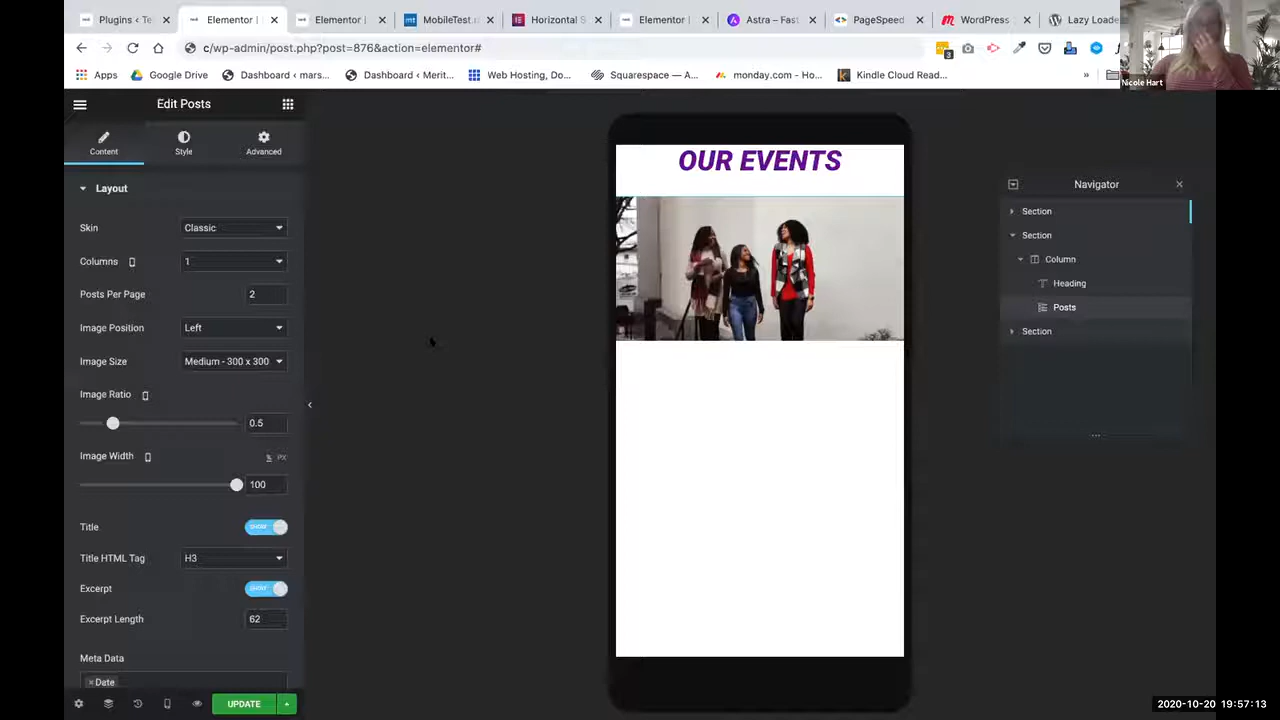 Plugins ‹ Te
Elementor |
Elementor |
MobileTest.
Horizontal S
Elementor |
Astra – Fast
PageSpeed
WordPress
Lazy Loade
c/wp-admin/post.php?post=876&action=elementor#
3
Apps
Google Drive
Dashboard ‹ mars...
Dashboard ‹ Merit...
Web Hosting, Do...
Squarespace — A...
monday.com - Ho...
Kindle Cloud Read...
»
Nicole Hart
Edit Posts
Content
Style
Advanced
Layout
Skin
Classic
Columns
1
Posts Per Page
2
Image Position
Left
Image Size
Medium - 300 x 300
Image Ratio
0.5
Image Width
% PX
100
Title
SHOW
Title HTML Tag
H3
Excerpt
SHOW
Excerpt Length
62
Meta Data
× Date
UPDATE
OUR EVENTS
Navigator
Section
Section
Column
Heading
Posts
Section
2020-10-20 19:57:13